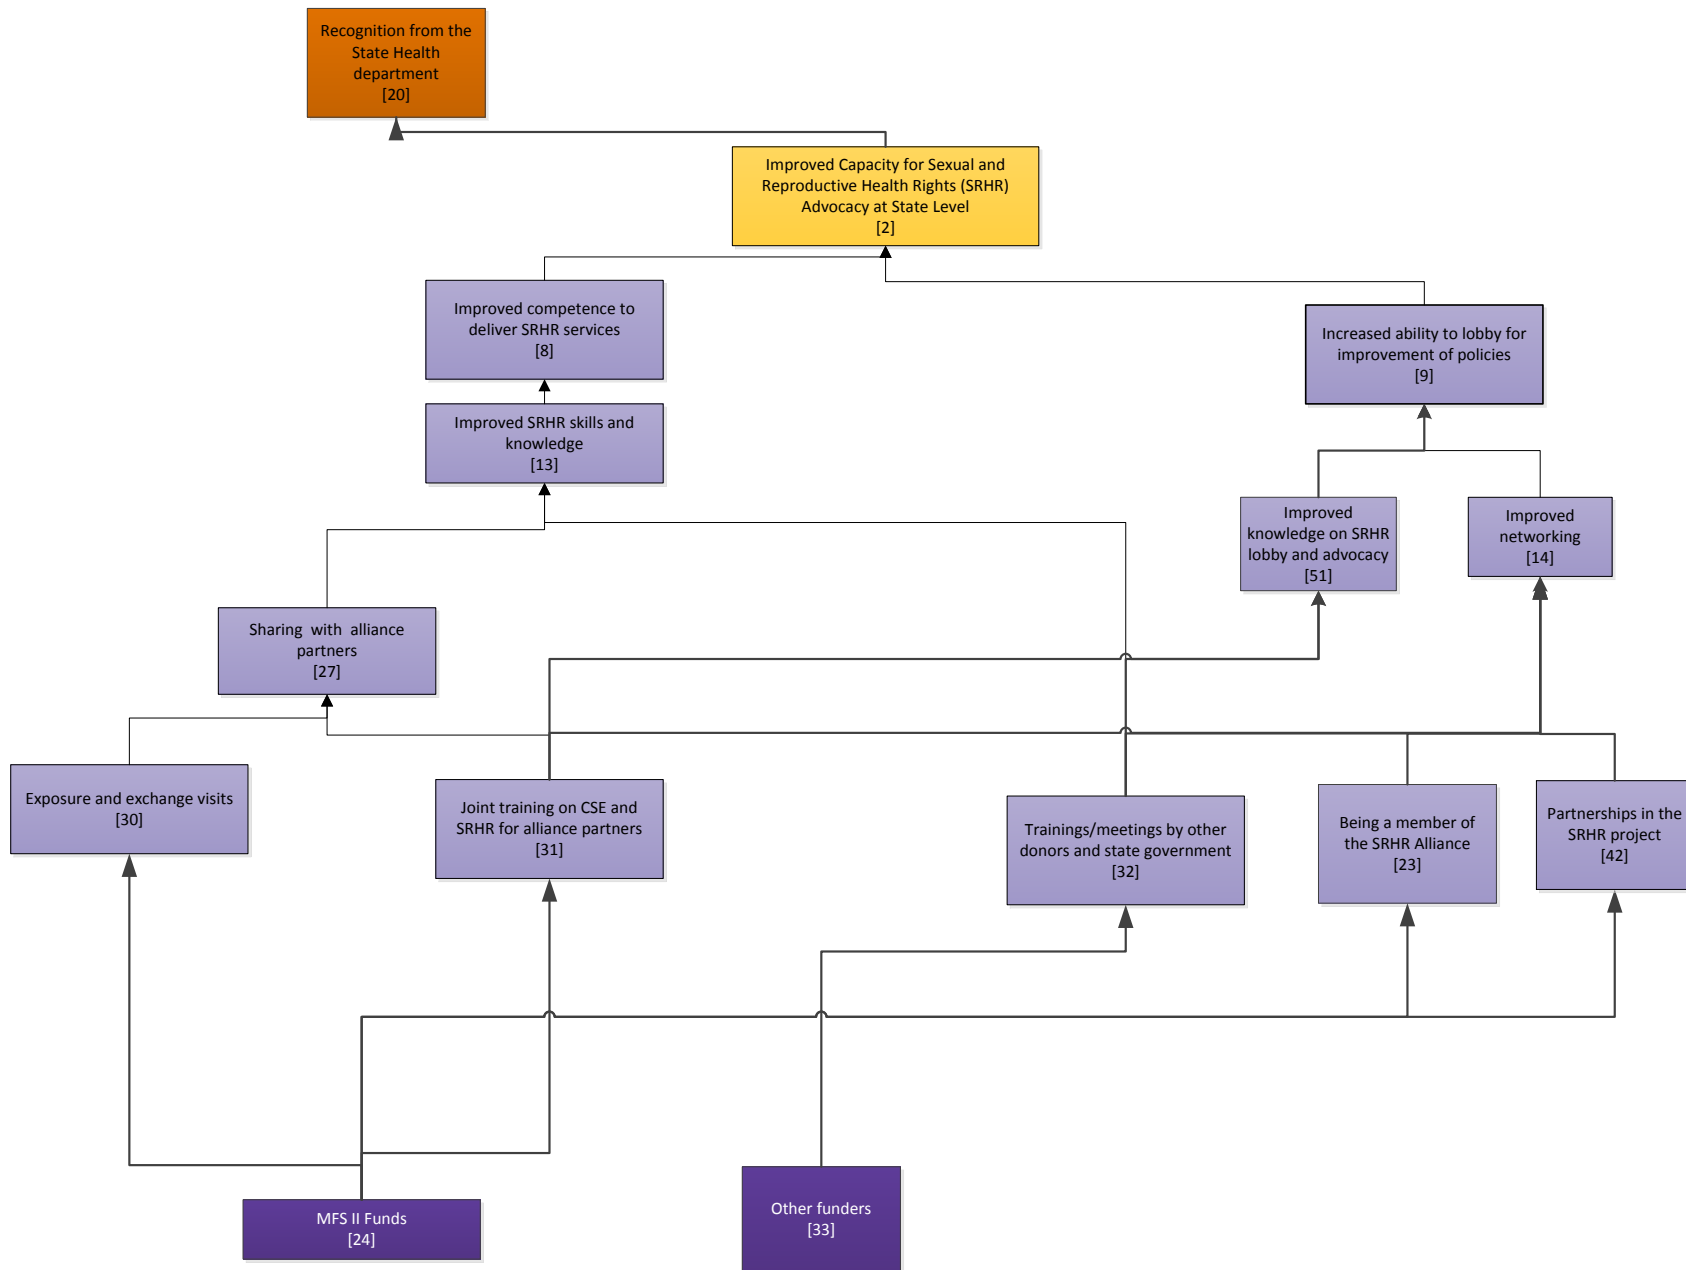 Recognition from the
State Health
department
[20]
Improved Capacity for Sexual and
Reproductive Health Rights (SRHR)
Advocacy at State Level
[2]
Improved competence to
deliver SRHR services
[8]
Increased ability to lobby for
improvement of policies
[9]
Improved SRHR skills and
knowledge
[13]
Improved
knowledge on SRHR
lobby and advocacy
[51]
Improved
networking
[14]
Sharing with alliance
partners
[27]
Exposure and exchange visits
[30]
Joint training on CSE and
SRHR for alliance partners
[31]
Trainings/meetings by other
donors and state government
[32]
Being a member of
the SRHR Alliance
[23]
Partnerships in the
SRHR project
[42]
MFS II Funds
[24]
Other funders
[33]